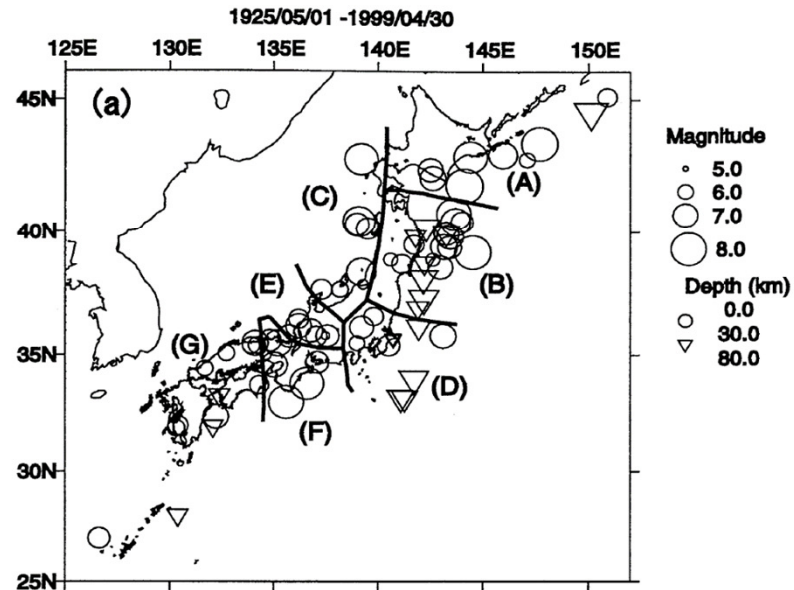 1925/05/01 -1999/04/30
125E 130E 135E 140E 145E 150E
45N
40N
35N
30N
25N
(a)
(A)
(C)
(B)
(E)
(G)
(D)
(F)
Magnitude
5.0
6.0
7.0
8.0
Depth (km)
0.0
30.0
80.0